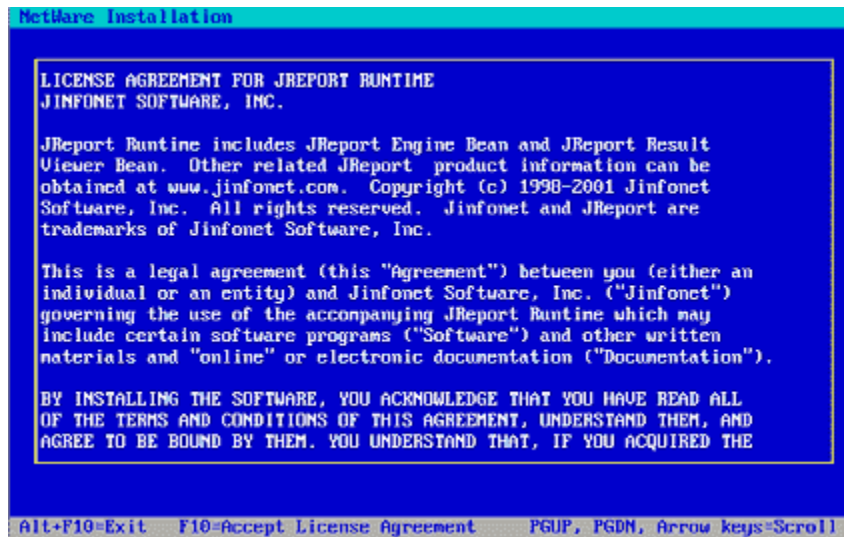 NetWare Installation
LICENSE AGREEMENT FOR JREPORT RUNTIME
JINFONET SOFTWARE, INC.
JReport Runtime includes JReport Engine Bean and JReport Result
Viewer Bean. Other related JReport product information can be
obtained at www.jinfonet.com. Copyright (c) 1998-2001 Jinfonet
Software, Inc. All rights reserved. Jinfonet and JReport are
trademarks of Jinfonet Software, Inc.
This is a legal agreement (this "Agreement") between you (either an
individual or an entity) and Jinfonet Software, Inc. ("Jinfonet")
governing the use of the accompanying JReport Runtime which may
include certain software programs ("Software") and other written
materials and "online" or electronic documentation ("Documentation").
BY INSTALLING THE SOFTWARE, YOU ACKNOWLEDGE THAT YOU HAVE READ ALL
OF THE TERMS AND CONDITIONS OF THIS AGREEMENT, UNDERSTAND THEM, AND
AGREE TO BE BOUND BY THEM. YOU UNDERSTAND THAT, IF YOU ACQUIRED THE
Alt+F10=Exit F10=Accept License Agreement PGUP, PGDN, Arrow keys=Scroll